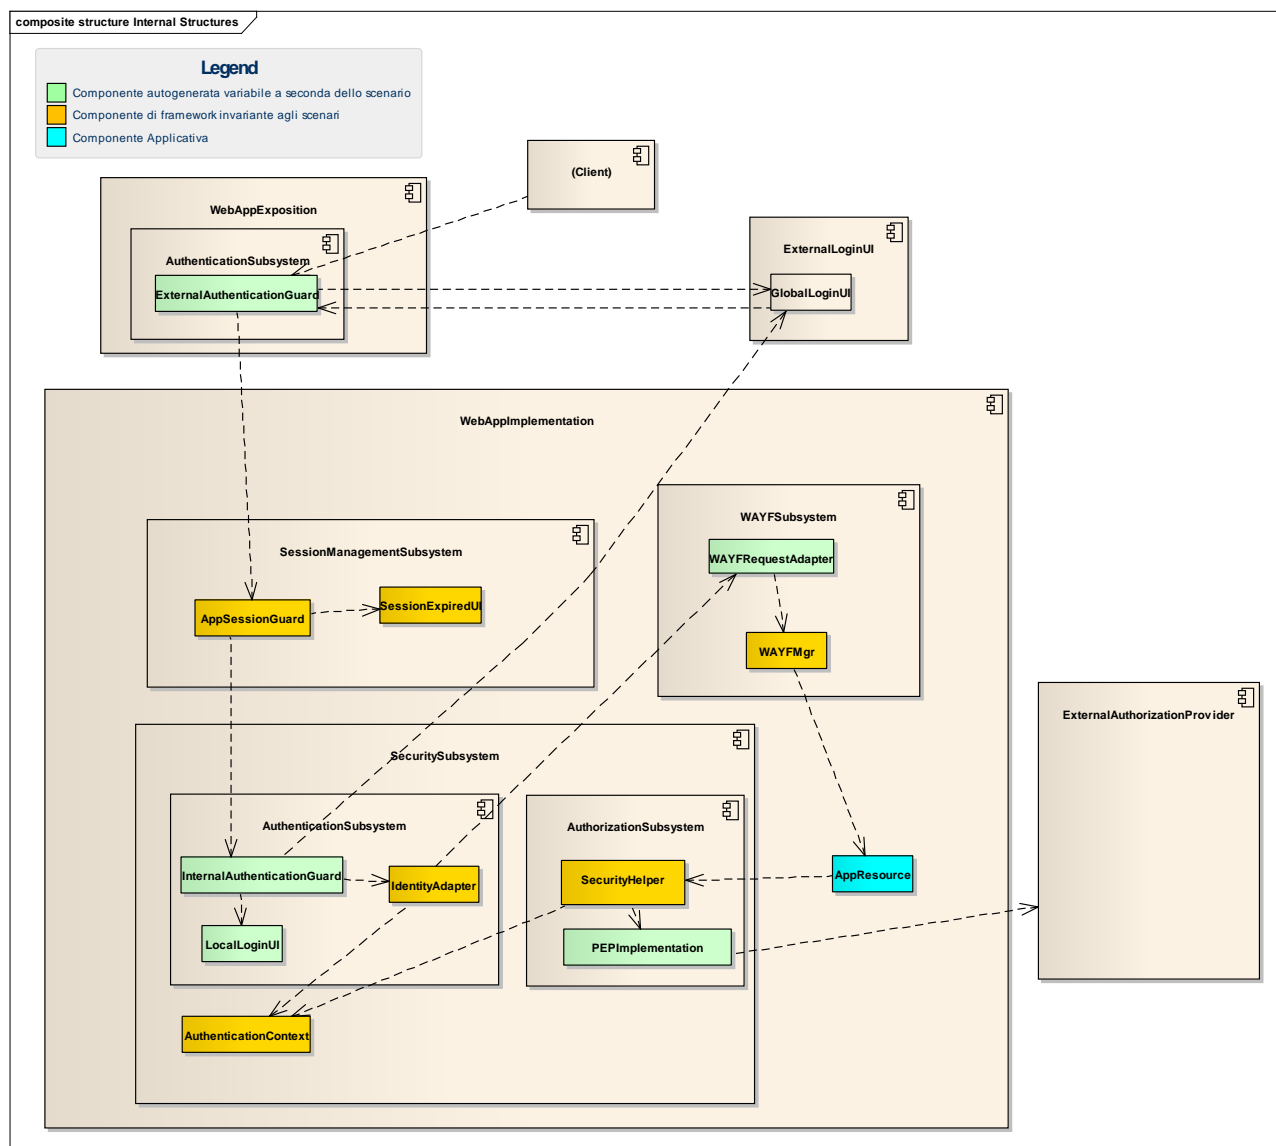 composite structure Internal Structures
Legend
Componente autogenerata variabile a seconda dello scenario
Componente di framework invariante agli scenari
Componente Applicativa
(Client)
WebAppExposition
AuthenticationSubsystem
ExternalAuthenticationGuard
ExternalLoginUI
GlobalLoginUI
WebAppImplementation
SessionManagementSubsystem
AppSessionGuard
SessionExpiredUI
WAYFSubsystem
WAYFRequestAdapter
WAYFMgr
ExternalAuthorizationProvider
SecuritySubsystem
AuthenticationSubsystem
InternalAuthenticationGuard
IdentityAdapter
LocalLoginUI
AuthorizationSubsystem
SecurityHelper
PEPImplementation
AppResource
AuthenticationContext